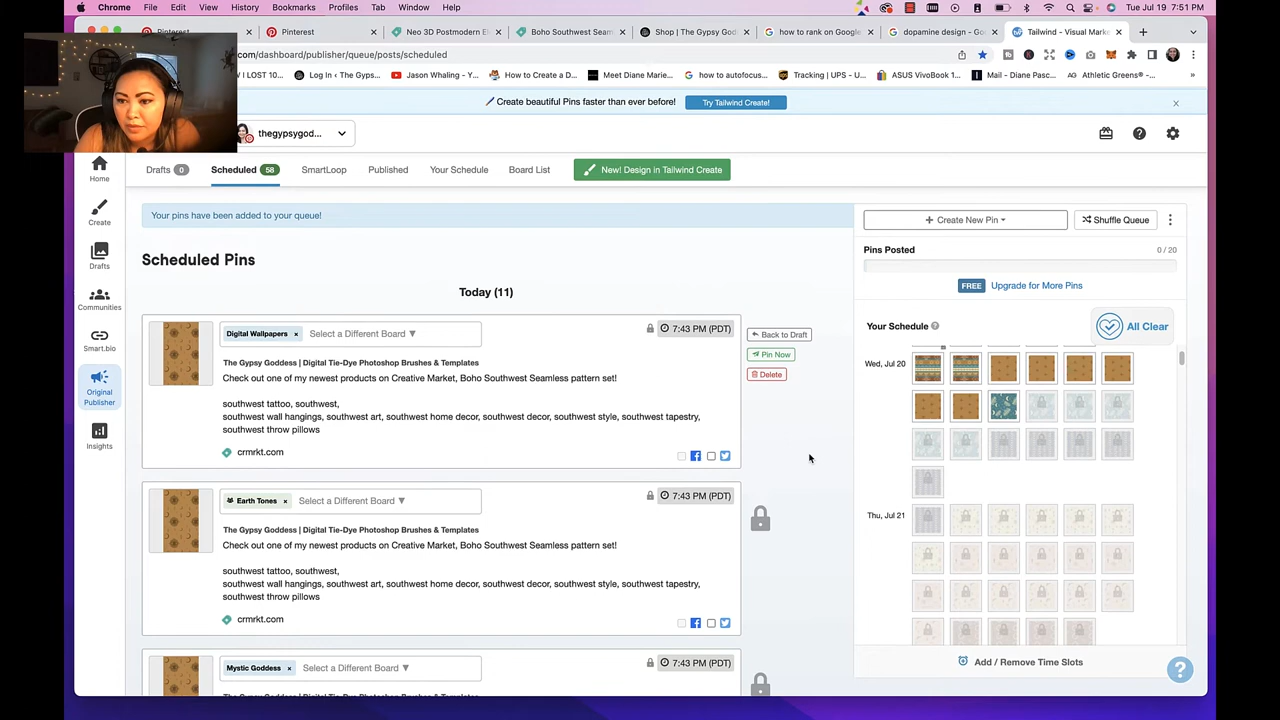 Chrome File Edit View History Bookmarks Profiles Tab Window Help Tue Jul 19 7:51 PM
Pinterest Pinterest Neo 3D Postmodern El Boho Southwest Seam Shop | The Gypsy God how to rank on Google dopamine design - Go Tailwind - Visual Mark
com/dashboard/publisher/queue/posts/scheduled
I LOST 10... Log In ‹ The Gyps... Jason Whaling - Yo... How to Create a D... Meet Diane Marie... how to autofocus... Tracking | UPS - U... ASUS VivoBook 1... Mail - Diane Pasc... AG Athletic Greens® -...
Create beautiful Pins faster than ever before! Try Tailwind Create!
thegypsygod...
Home
Create
Drafts
Communities
Smart.bio
Original
Publisher
Insights
Drafts 0 Scheduled 58 SmartLoop Published Your Schedule Board List New! Design in Tailwind Create
Your pins have been added to your queue!
Scheduled Pins
Today (11)
Digital Wallpapers × Select a Different Board ▼ 7:43 PM (PDT)
The Gypsy Goddess | Digital Tie-Dye Photoshop Brushes & Templates
Check out one of my newest products on Creative Market, Boho Southwest Seamless pattern set!
southwest tattoo, southwest,
southwest wall hangings, southwest art, southwest home decor, southwest decor, southwest style, southwest tapestry,
southwest throw pillows
crmrkt.com
Back to Draft
Pin Now
Delete
Earth Tones × Select a Different Board ▼ 7:43 PM (PDT)
The Gypsy Goddess | Digital Tie-Dye Photoshop Brushes & Templates
Check out one of my newest products on Creative Market, Boho Southwest Seamless pattern set!
southwest tattoo, southwest,
southwest wall hangings, southwest art, southwest home decor, southwest decor, southwest style, southwest tapestry,
southwest throw pillows
crmrkt.com
Mystic Goddess × Select a Different Board ▼ 7:43 PM (PDT)
+ Create New Pin Shuffle Queue
Pins Posted 0 / 20
FREE Upgrade for More Pins
Your Schedule All Clear
Wed, Jul 20
Thu, Jul 21
Add / Remove Time Slots